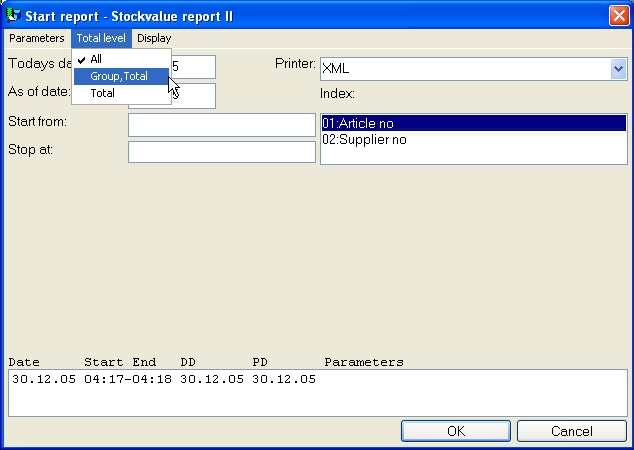 Start report - Stockvalue report II
Parameters Total level Display
All
Group,Total
Total
Todays da 5 Printer: XML
As of date: Index:
Start from: 01:Article no
02:Supplier no
Stop at:
Date Start End DD PD Parameters
30.12.05 04:17-04:18 30.12.05 30.12.05
OK Cancel